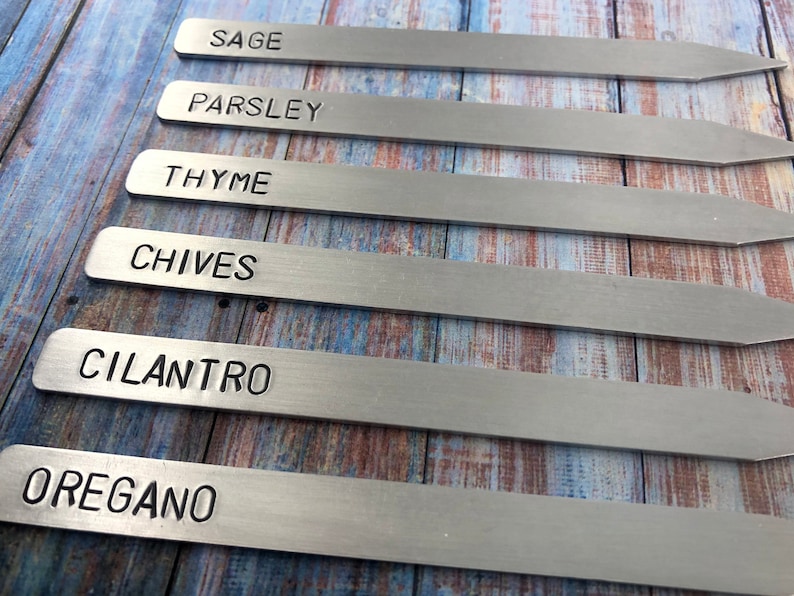 SAGE
PARSLEY
THYME
CHIVES
CILANTRO
OREGANO